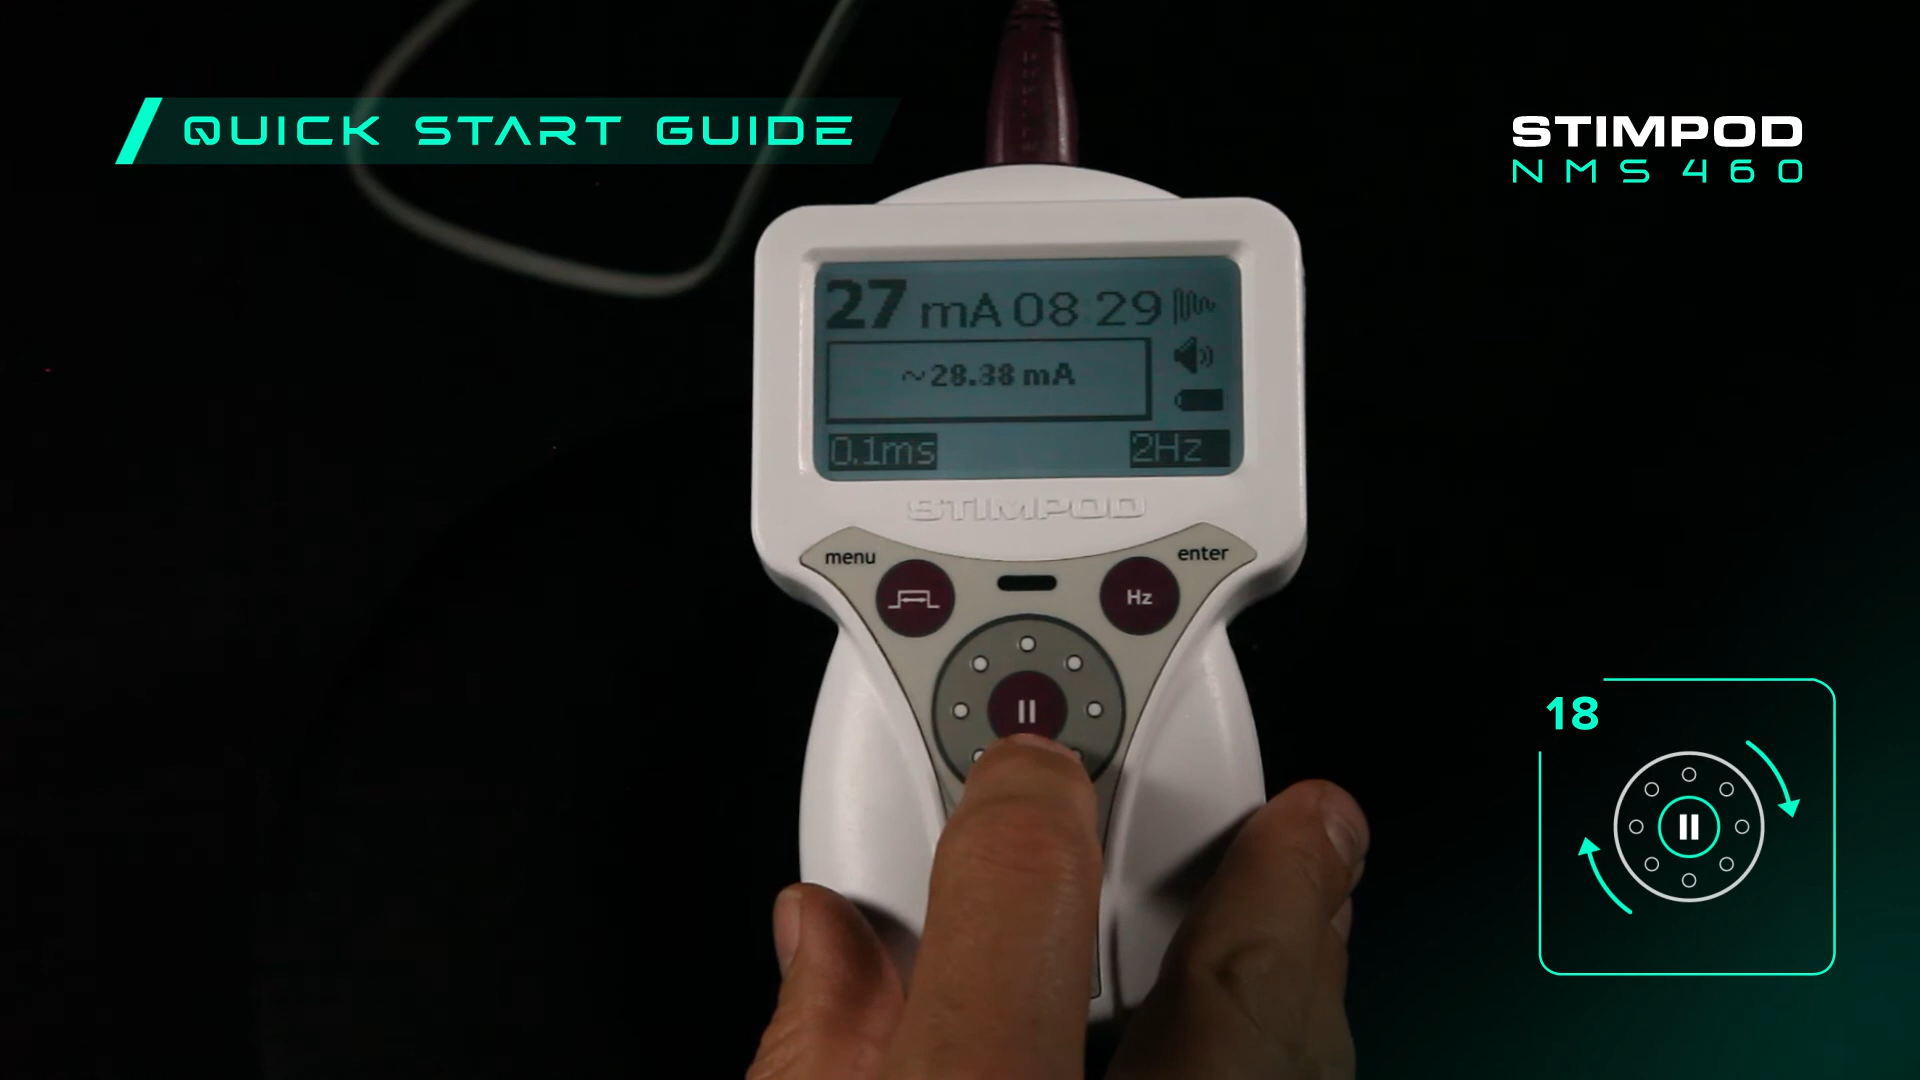 QUICK START GUIDE
STIMPOD
NMS 460
27 mA 08:29
~28.38 mA
0.1ms 2Hz
STIMPOD
menu enter
Hz
18